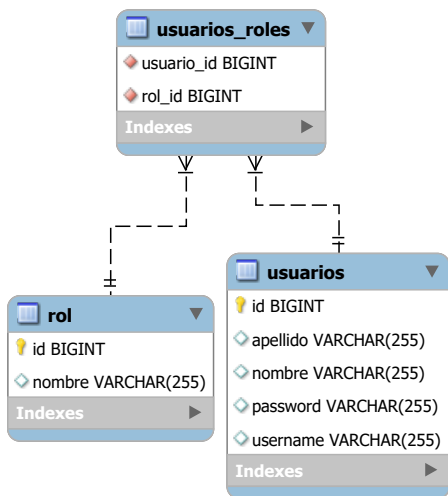 usuarios_roles
usuario_id BIGINT
rol_id BIGINT
Indexes
rol
id BIGINT
nombre VARCHAR(255)
Indexes
usuarios
id BIGINT
apellido VARCHAR(255)
nombre VARCHAR(255)
password VARCHAR(255)
username VARCHAR(255)
Indexes